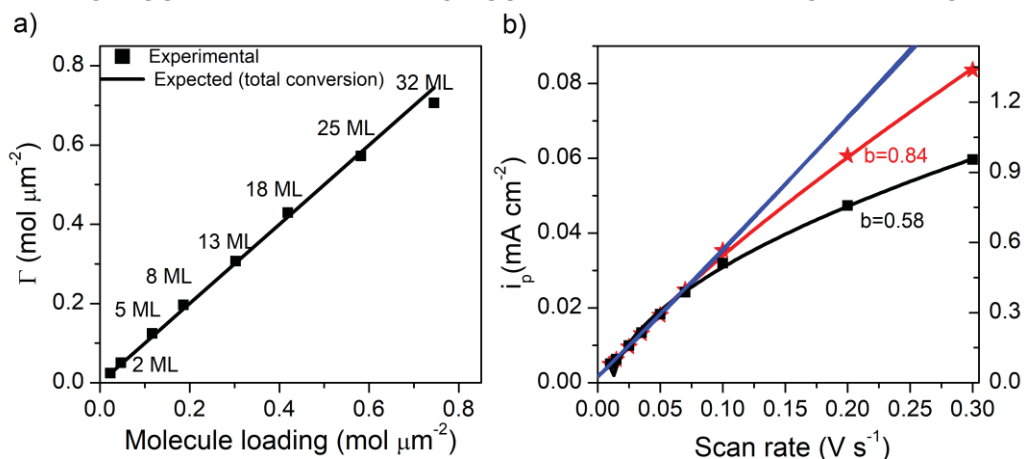 a)
b)
Experimental
Expected (total conversion)
0.8
0.6
0.4
0.2
0.0
Γ (mol μm⁻²)
32 ML
25 ML
18 ML
13 ML
8 ML
5 ML
2 ML
0.0 0.2 0.4 0.6 0.8
Molecule loading (mol μm⁻²)
0.08
0.06
0.04
0.02
0.00
iₚ(mA cm⁻²)
b=0.84
b=0.58
1.2
0.9
0.6
0.3
0.0
0.00 0.05 0.10 0.15 0.20 0.25 0.30
Scan rate (V s⁻¹)